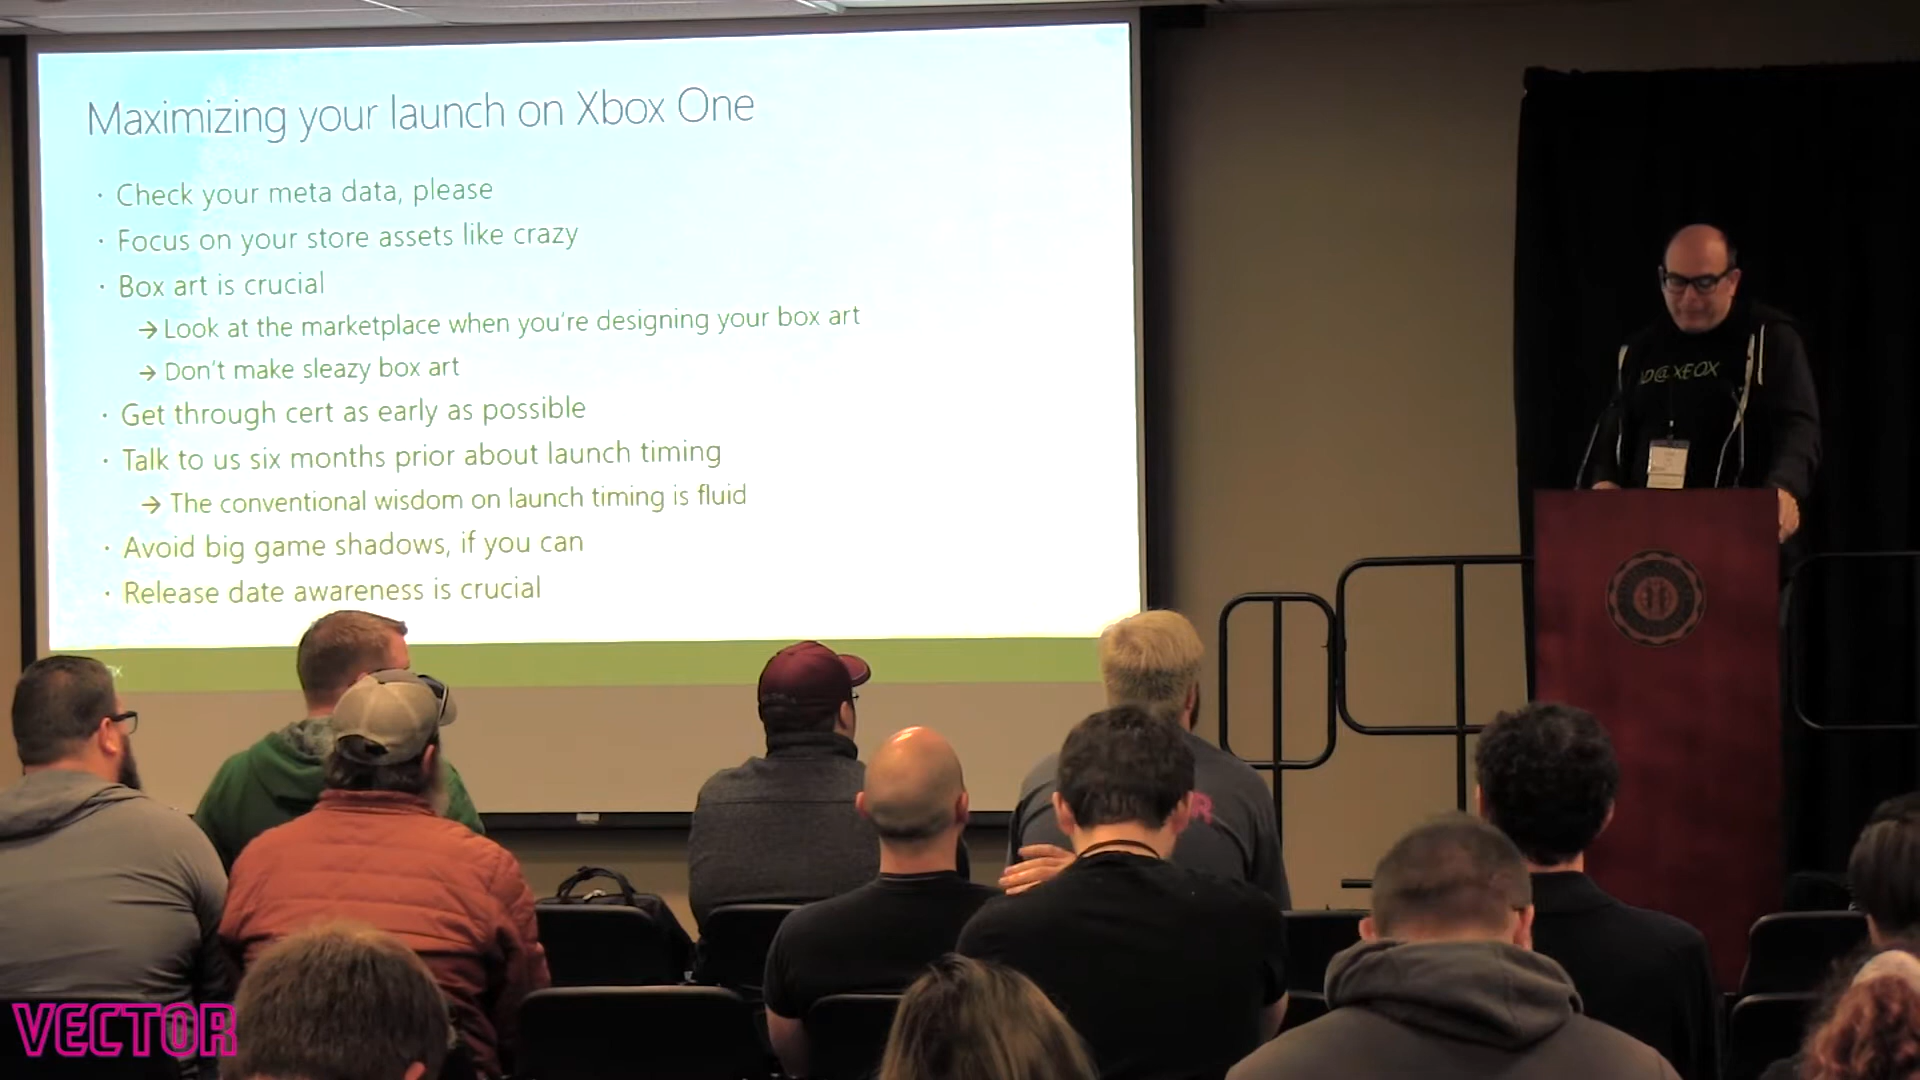 Maximizing your launch on Xbox One
· Check your meta data, please
· Focus on your store assets like crazy
· Box art is crucial
→ Look at the marketplace when you're designing your box art
→ Don't make sleazy box art
· Get through cert as early as possible
· Talk to us six months prior about launch timing
→ The conventional wisdom on launch timing is fluid
· Avoid big game shadows, if you can
· Release date awareness is crucial
D@XBOX
VECTOR